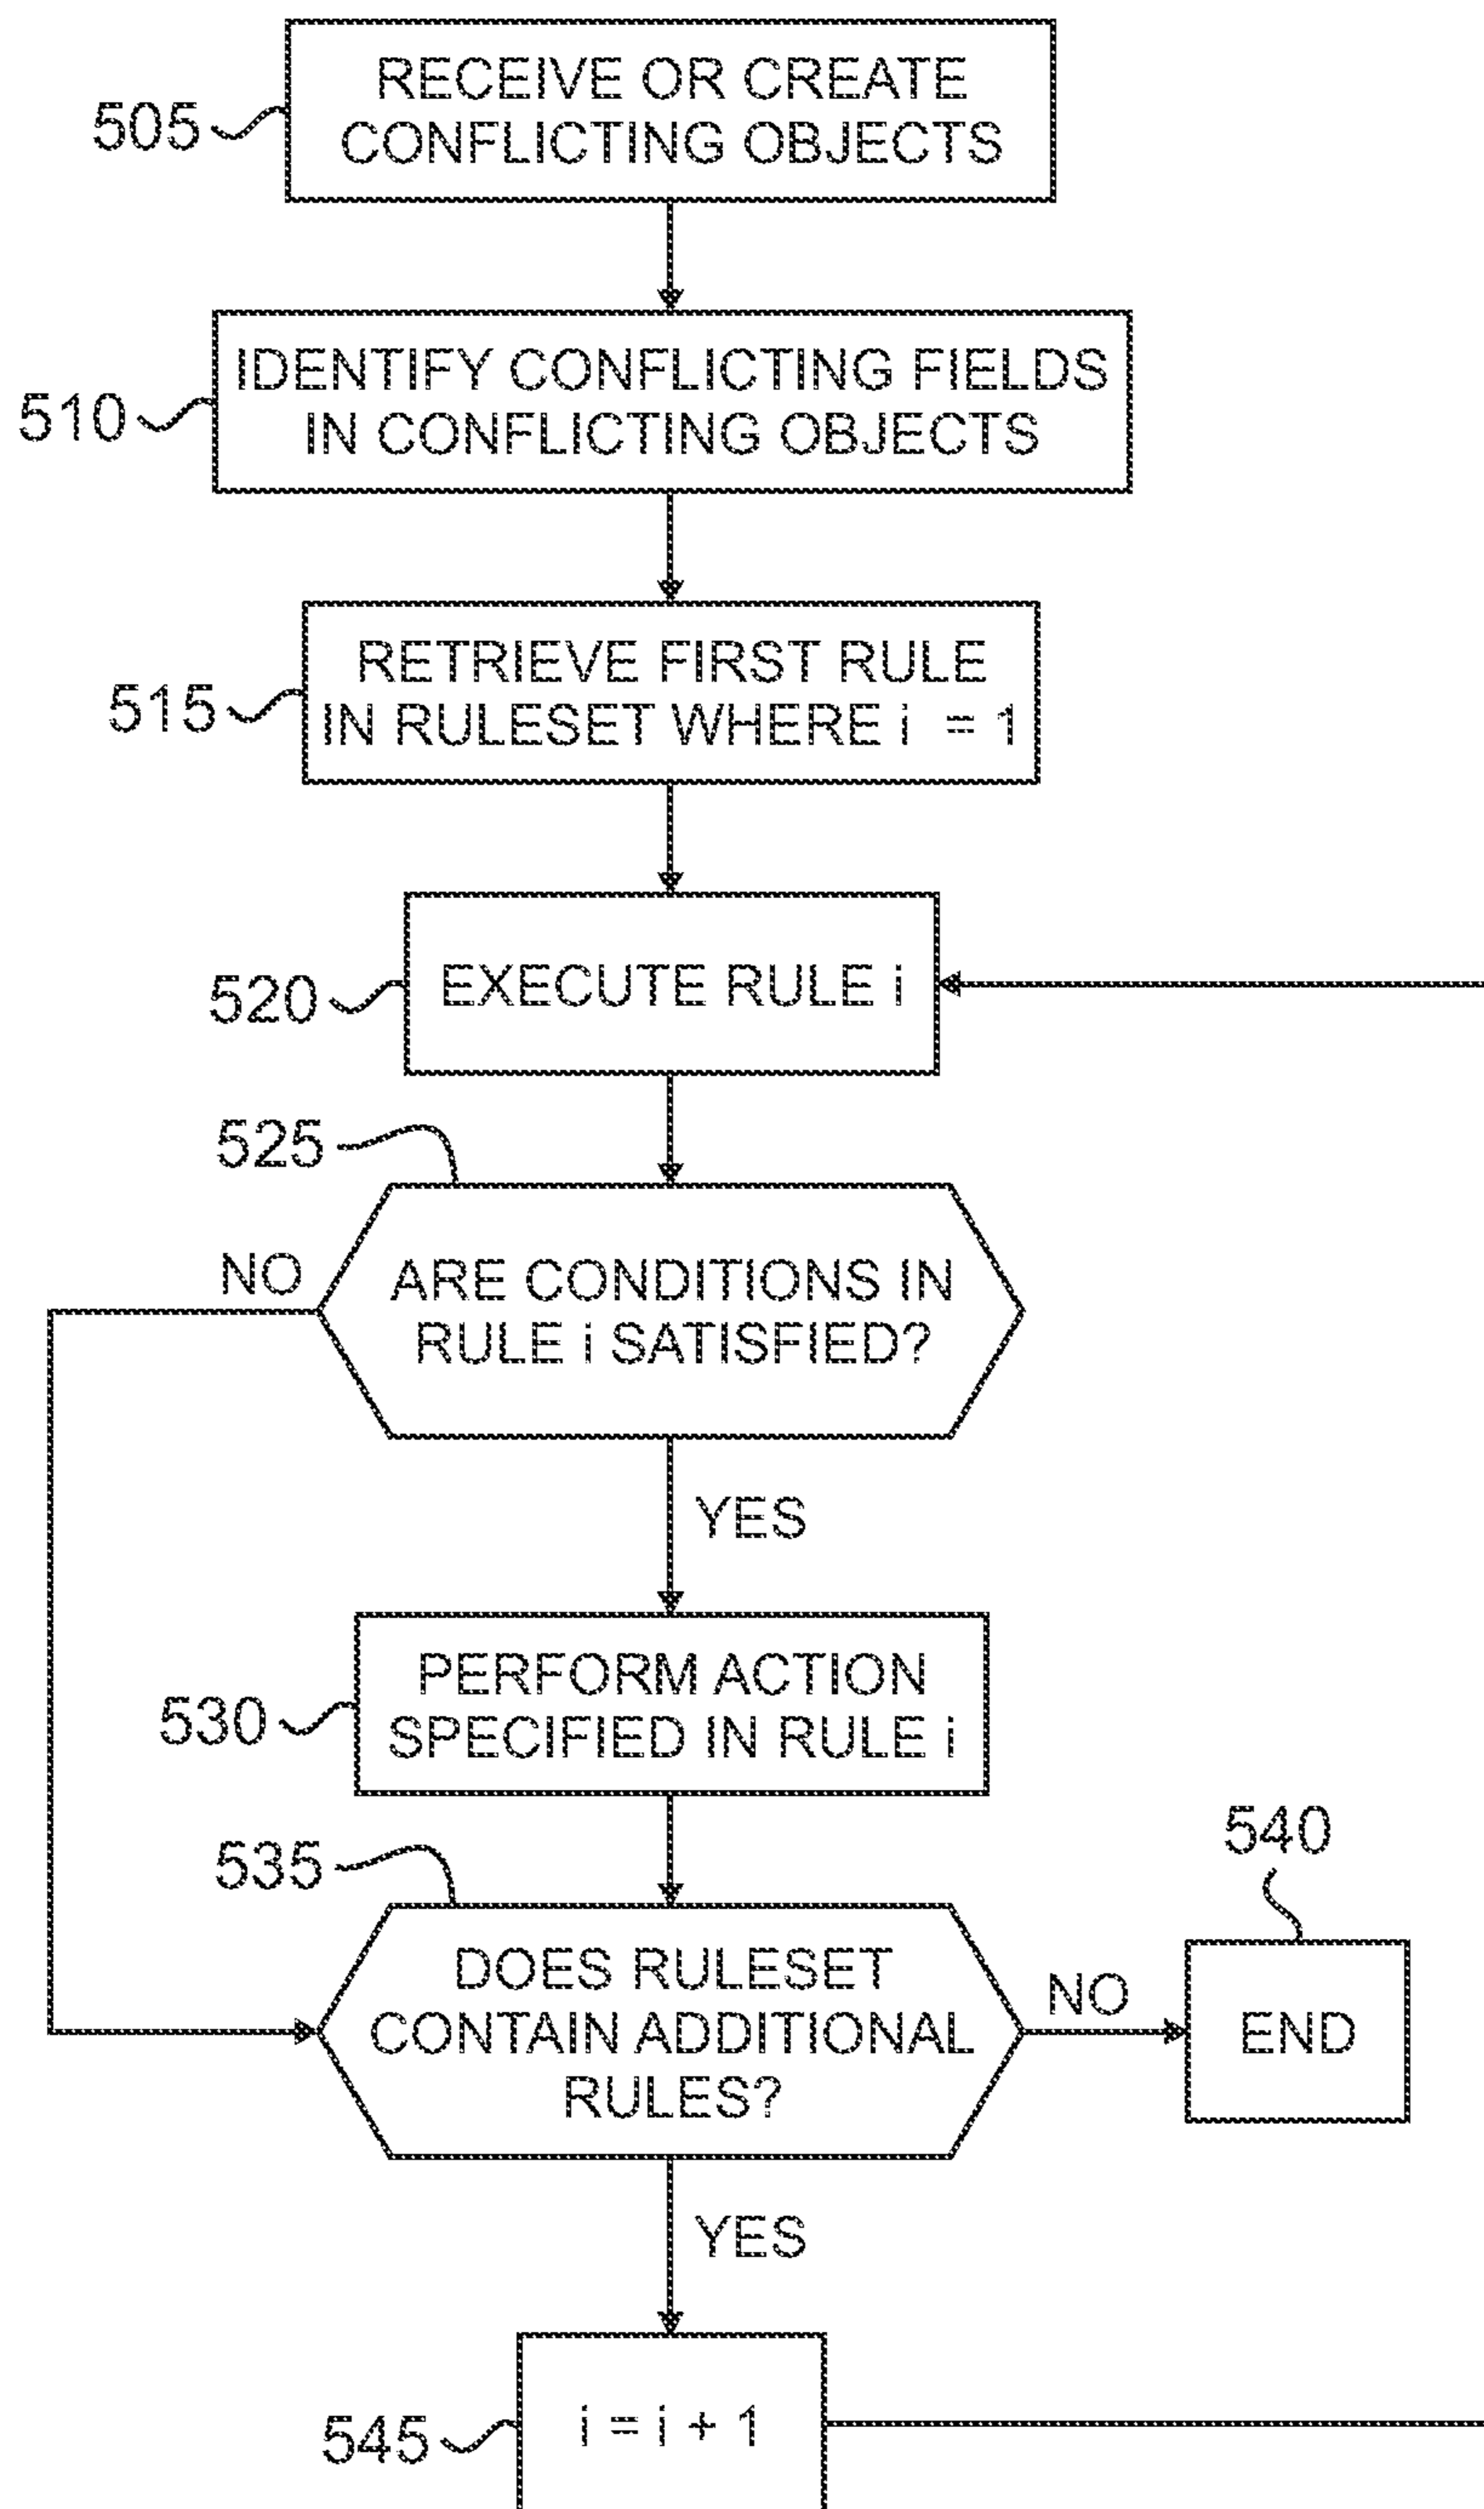 505
RECEIVE OR CREATE
CONFLICTING OBJECTS
510
IDENTIFY CONFLICTING FIELDS
IN CONFLICTING OBJECTS
515
RETRIEVE FIRST RULE
IN RULESET WHERE i = 1
520
EXECUTE RULE i
525
NO
ARE CONDITIONS IN
RULE i SATISFIED?
YES
530
PERFORM ACTION
SPECIFIED IN RULE i
535
DOES RULESET
CONTAIN ADDITIONAL
RULES?
NO
540
END
YES
545
i = i + 1